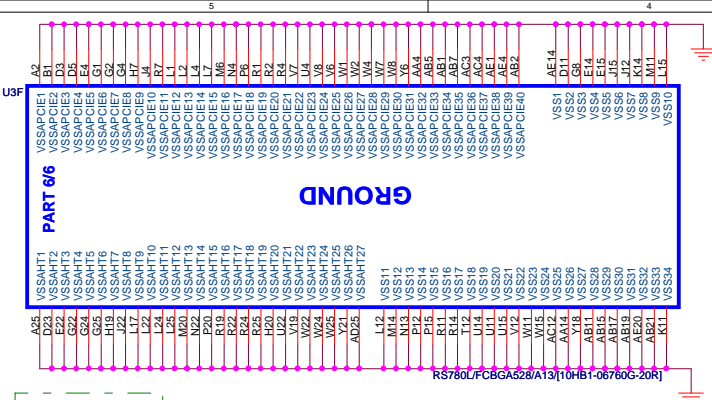 5 4
A2 B1 D3 D5 E4 G1 G2 G4 H7 J4 R7 L1 L2 L4 L7 M6 N4 P6 R1 R2 R4 V7 U4 V8 V6 W1 W2 W4 W7 W8 Y6 AA4 AB5 AB1 AB7 AC3 AC4 AE1 AE4 AB2 AE14 D11 G8 E14 E15 J15 J12 K14 M11 L15
U3F
VSSAPCIE1 VSSAPCIE2 VSSAPCIE3 VSSAPCIE4 VSSAPCIE5 VSSAPCIE6 VSSAPCIE7 VSSAPCIE8 VSSAPCIE9 VSSAPCIE10 VSSAPCIE11 VSSAPCIE12 VSSAPCIE13 VSSAPCIE14 VSSAPCIE15 VSSAPCIE16 VSSAPCIE17 VSSAPCIE18 VSSAPCIE19 VSSAPCIE20 VSSAPCIE21 VSSAPCIE22 VSSAPCIE23 VSSAPCIE24 VSSAPCIE25 VSSAPCIE26 VSSAPCIE27 VSSAPCIE28 VSSAPCIE29 VSSAPCIE30 VSSAPCIE31 VSSAPCIE32 VSSAPCIE33 VSSAPCIE34 VSSAPCIE35 VSSAPCIE36 VSSAPCIE37 VSSAPCIE38 VSSAPCIE39 VSSAPCIE40 VSS1 VSS2 VSS3 VSS4 VSS5 VSS6 VSS7 VSS8 VSS9 VSS10
PART 6/6
GROUND
VSSAHT1 VSSAHT2 VSSAHT3 VSSAHT4 VSSAHT5 VSSAHT6 VSSAHT7 VSSAHT8 VSSAHT9 VSSAHT10 VSSAHT11 VSSAHT12 VSSAHT13 VSSAHT14 VSSAHT15 VSSAHT16 VSSAHT17 VSSAHT18 VSSAHT19 VSSAHT20 VSSAHT21 VSSAHT22 VSSAHT23 VSSAHT24 VSSAHT25 VSSAHT26 VSSAHT27 VSS11 VSS12 VSS13 VSS14 VSS15 VSS16 VSS17 VSS18 VSS19 VSS20 VSS21 VSS22 VSS23 VSS24 VSS25 VSS26 VSS27 VSS28 VSS29 VSS30 VSS31 VSS32 VSS33 VSS34
A25 D23 E22 G22 G24 G25 H19 J22 L17 L22 L24 L25 M20 N22 P20 R19 R22 R24 R25 H20 U22 V19 W22 W24 W25 Y21 AD25 L12 M14 N13 P12 P15 R11 R14 T12 U14 U11 U15 V12 W11 W15 AC12 AA14 Y18 AB11 AB15 AB17 AB19 AE20 AB21 K11
RS780L/FCBGA528/A13/[10HB1-06760G-20R]